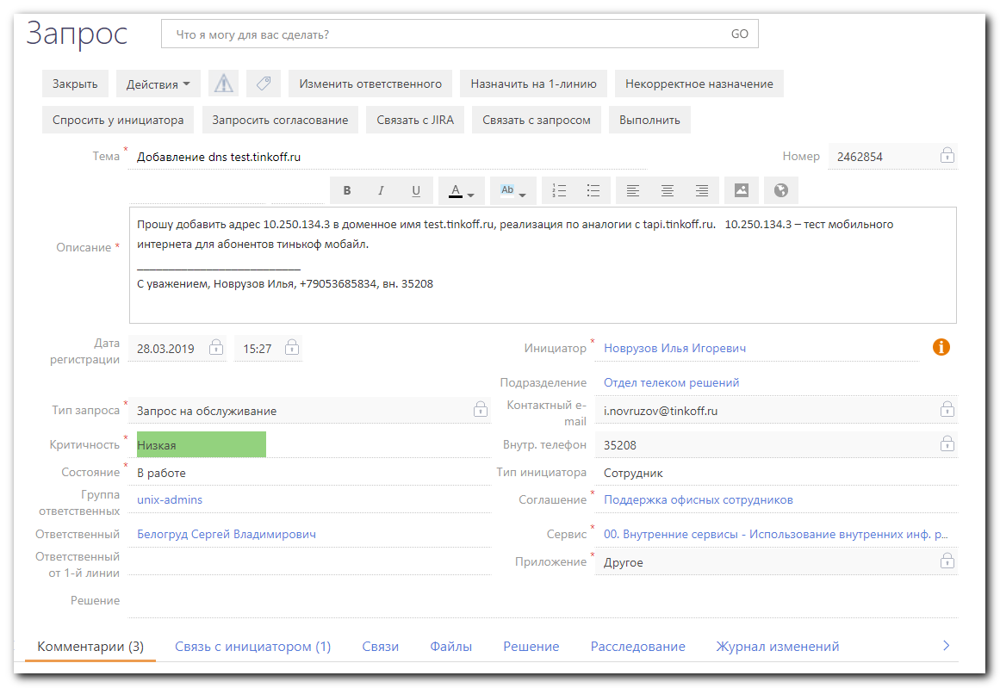 Запрос
Что я могу для вас сделать? GO
Закрыть Действия Изменить ответственного Назначить на 1-линию Некорректное назначение
Спросить у инициатора Запросить согласование Связать с JIRA Связать с запросом Выполнить
Тема * Добавление dns test.tinkoff.ru Номер 2462854
B I U A Ab
Описание *
Прошу добавить адрес 10.250.134.3 в доменное имя test.tinkoff.ru, реализация по аналогии с tapi.tinkoff.ru. 10.250.134.3 – тест мобильного
интернета для абонентов тинькоф мобайл.
___________________________
С уважением, Новрузов Илья, +79053685834, вн. 35208
Дата
регистрации 28.03.2019 15:27
Инициатор * Новрузов Илья Игоревич
Подразделение Отдел телеком решений
Тип запроса * Запрос на обслуживание
Контактный e-
mail i.novruzov@tinkoff.ru
Критичность * Низкая
Внутр. телефон 35208
Состояние * В работе
Тип инициатора Сотрудник
Группа
ответственных unix-admins
Соглашение * Поддержка офисных сотрудников
Ответственный Белогруд Сергей Владимирович
Сервис * 00. Внутренние сервисы - Использование внутренних инф. р...
Ответственный
от 1-й линии
Приложение * Другое
Решение
Комментарии (3) Связь с инициатором (1) Связи Файлы Решение Расследование Журнал изменений